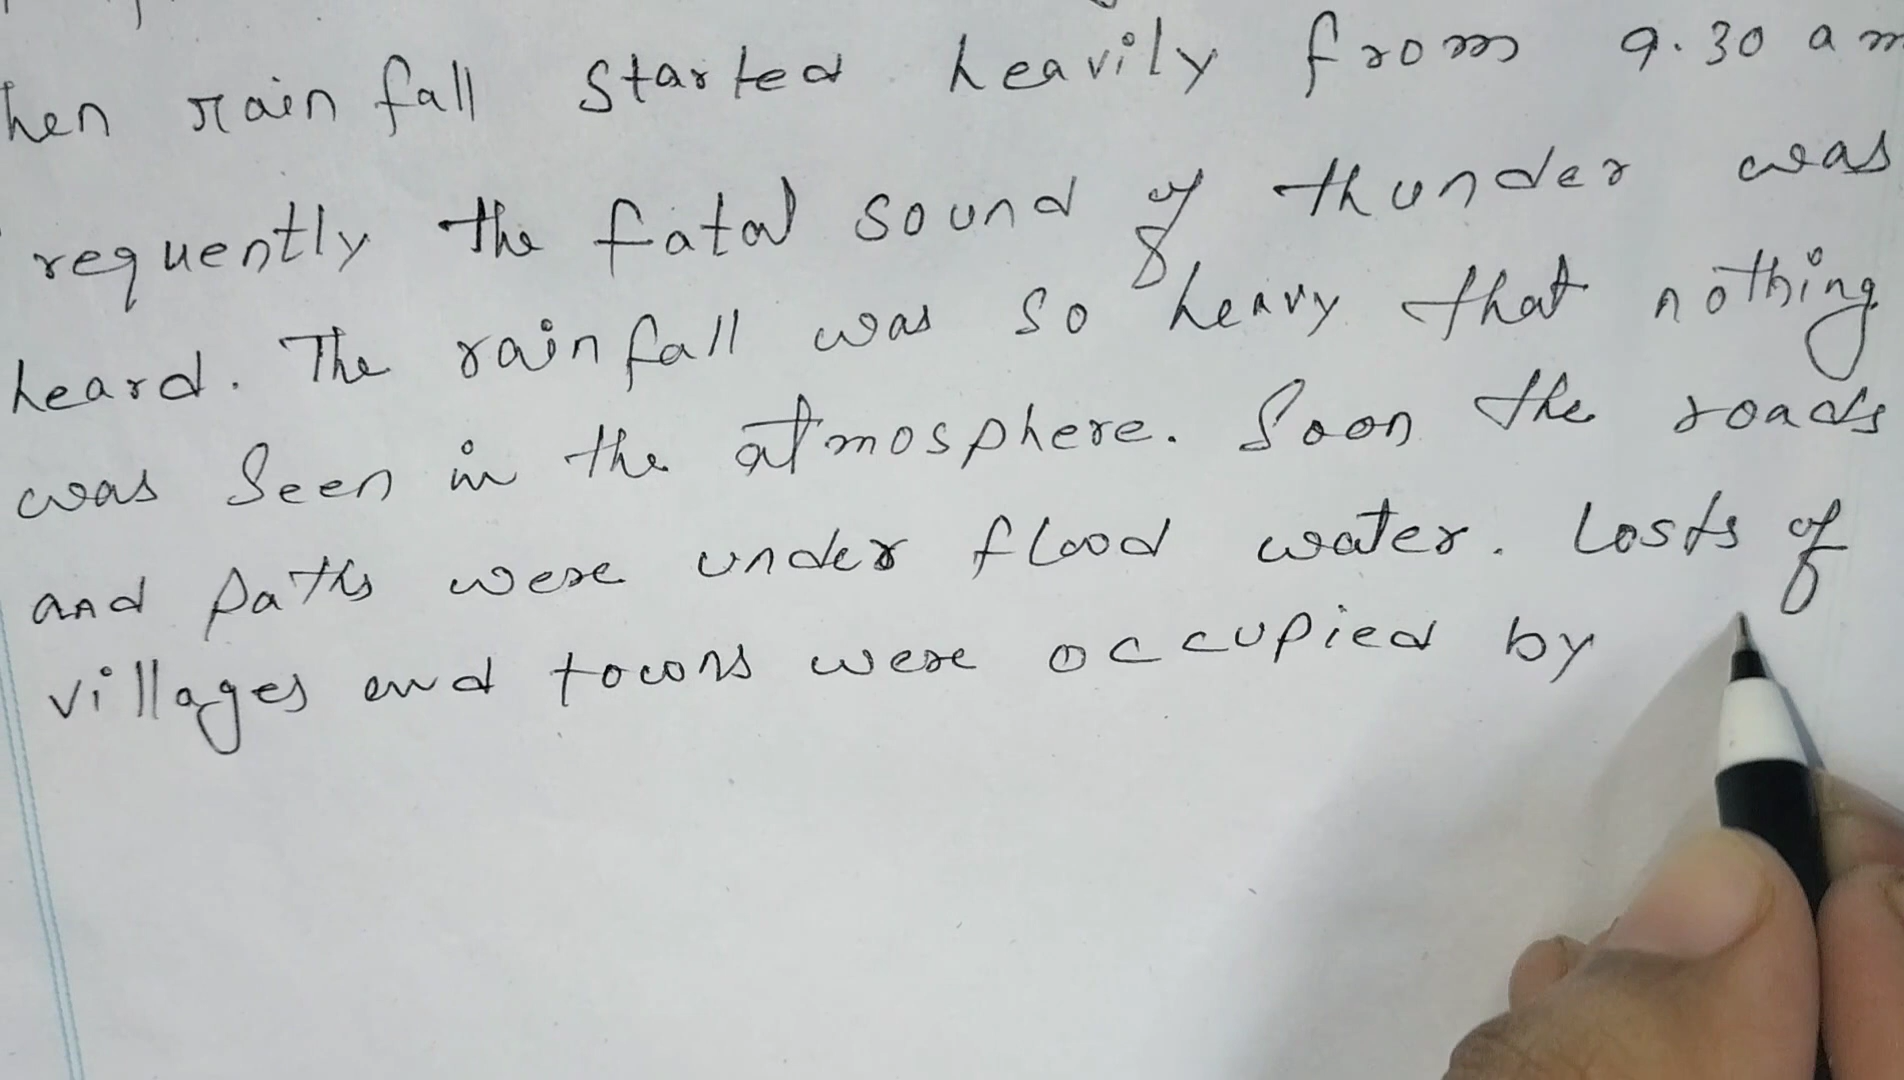 hen rainfall started heavily from 9.30 am
requently the fatal sound of thunder was
heard. The rainfall was so heavy that nothing
was Seen in the atmosphere. Soon the roads
and paths were under flood water. Losts of
villages and towns were occupied by